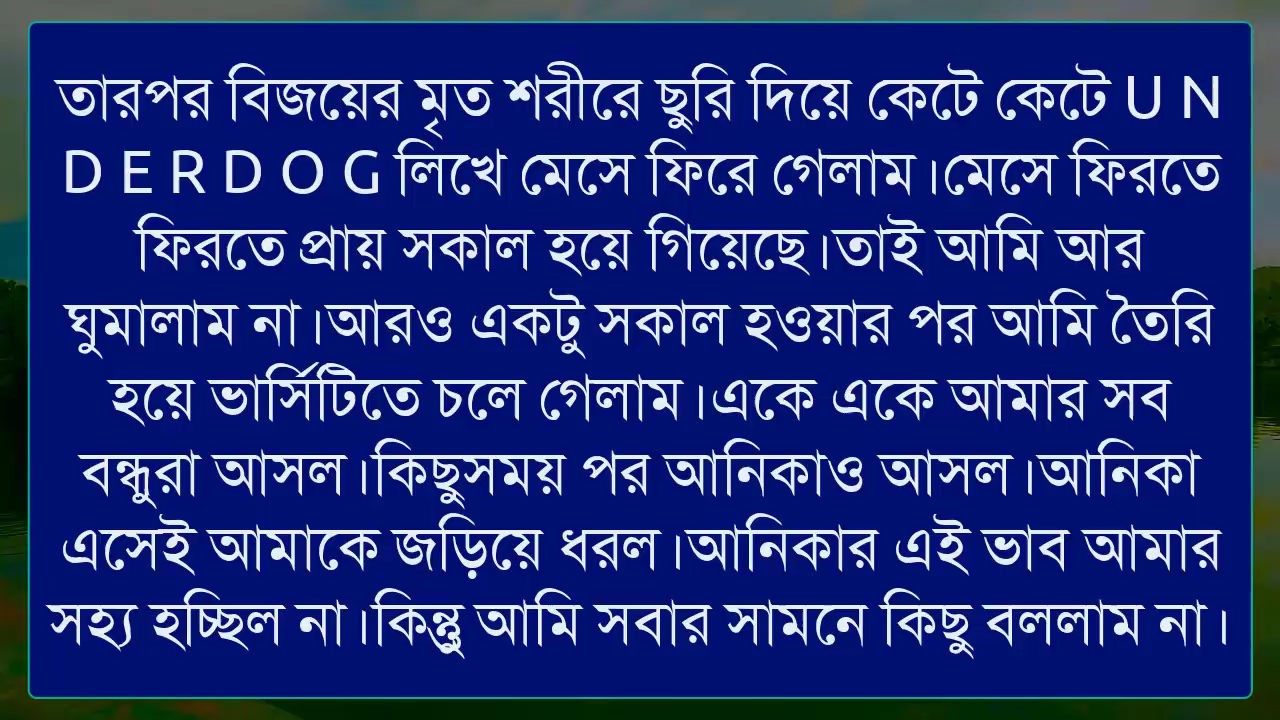 তারপর বিজয়ের মৃত শরীরে ছুরি দিয়ে কেটে কেটে U N
D E R D O G লিখে মেসে ফিরে গেলাম।মেসে ফিরতে
ফিরতে প্রায় সকাল হয়ে গিয়েছে।তাই আমি আর
ঘুমালাম না।আরও একটু সকাল হওয়ার পর আমি তৈরি
হয়ে ভার্সিটিতে চলে গেলাম।একে একে আমার সব
বন্ধুরা আসল।কিছুসময় পর আনিকাও আসল।আনিকা
এসেই আমাকে জড়িয়ে ধরল।আনিকার এই ভাব আমার
সহ্য হচ্ছিল না।কিন্তু আমি সবার সামনে কিছু বললাম না।